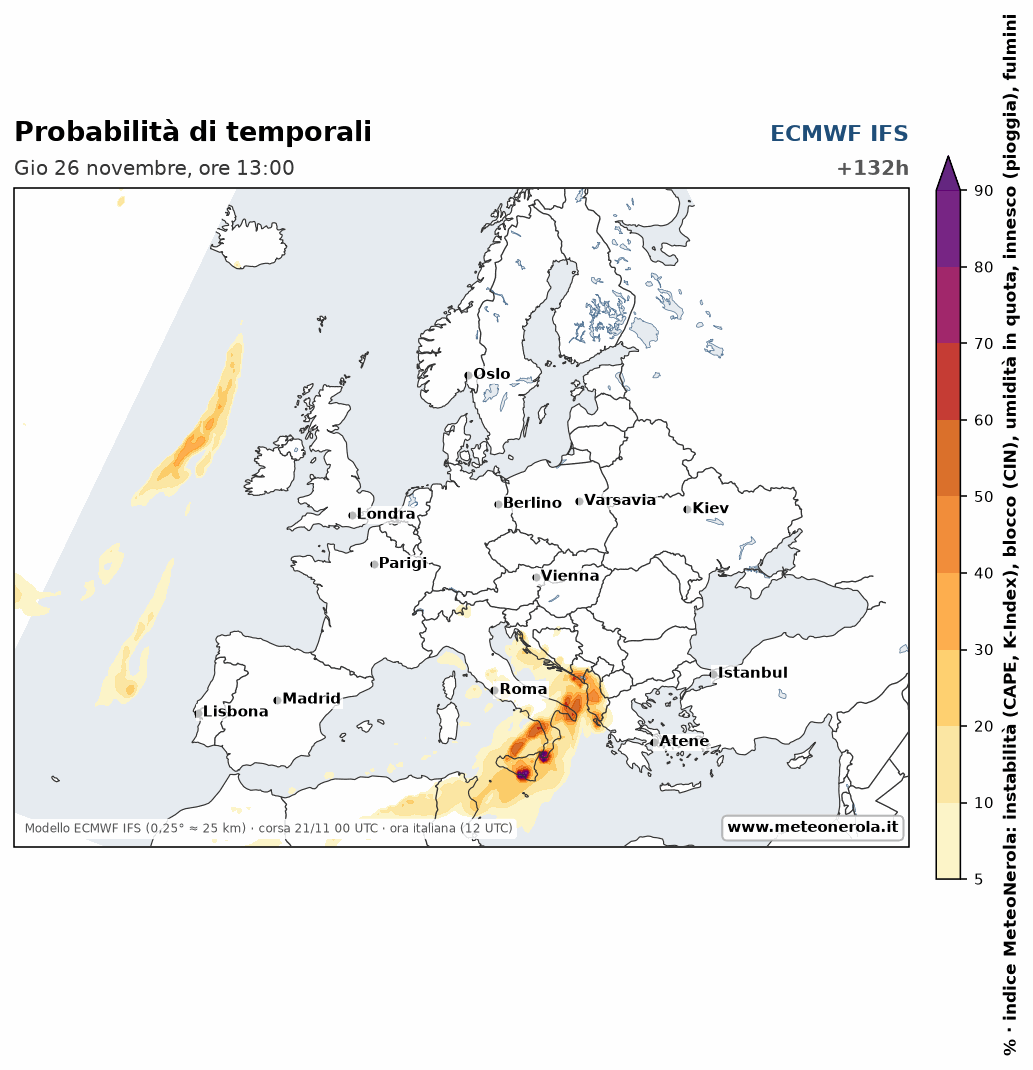 Probabilità di temporali
ECMWF IFS
Gio 26 novembre, ore 13:00
+132h
Oslo
Londra
Berlino
Varsavia
Kiev
Parigi
Vienna
Istanbul
Roma
Madrid
Lisbona
Atene
Modello ECMWF IFS (0,25° ≈ 25 km) · corsa 21/11 00 UTC · ora italiana (12 UTC)
www.meteonerola.it
90
80
70
60
50
40
30
20
10
5
% · indice MeteoNerola: instabilità (CAPE, K-Index), blocco (CIN), umidità in quota, innesco (pioggia), fulmini